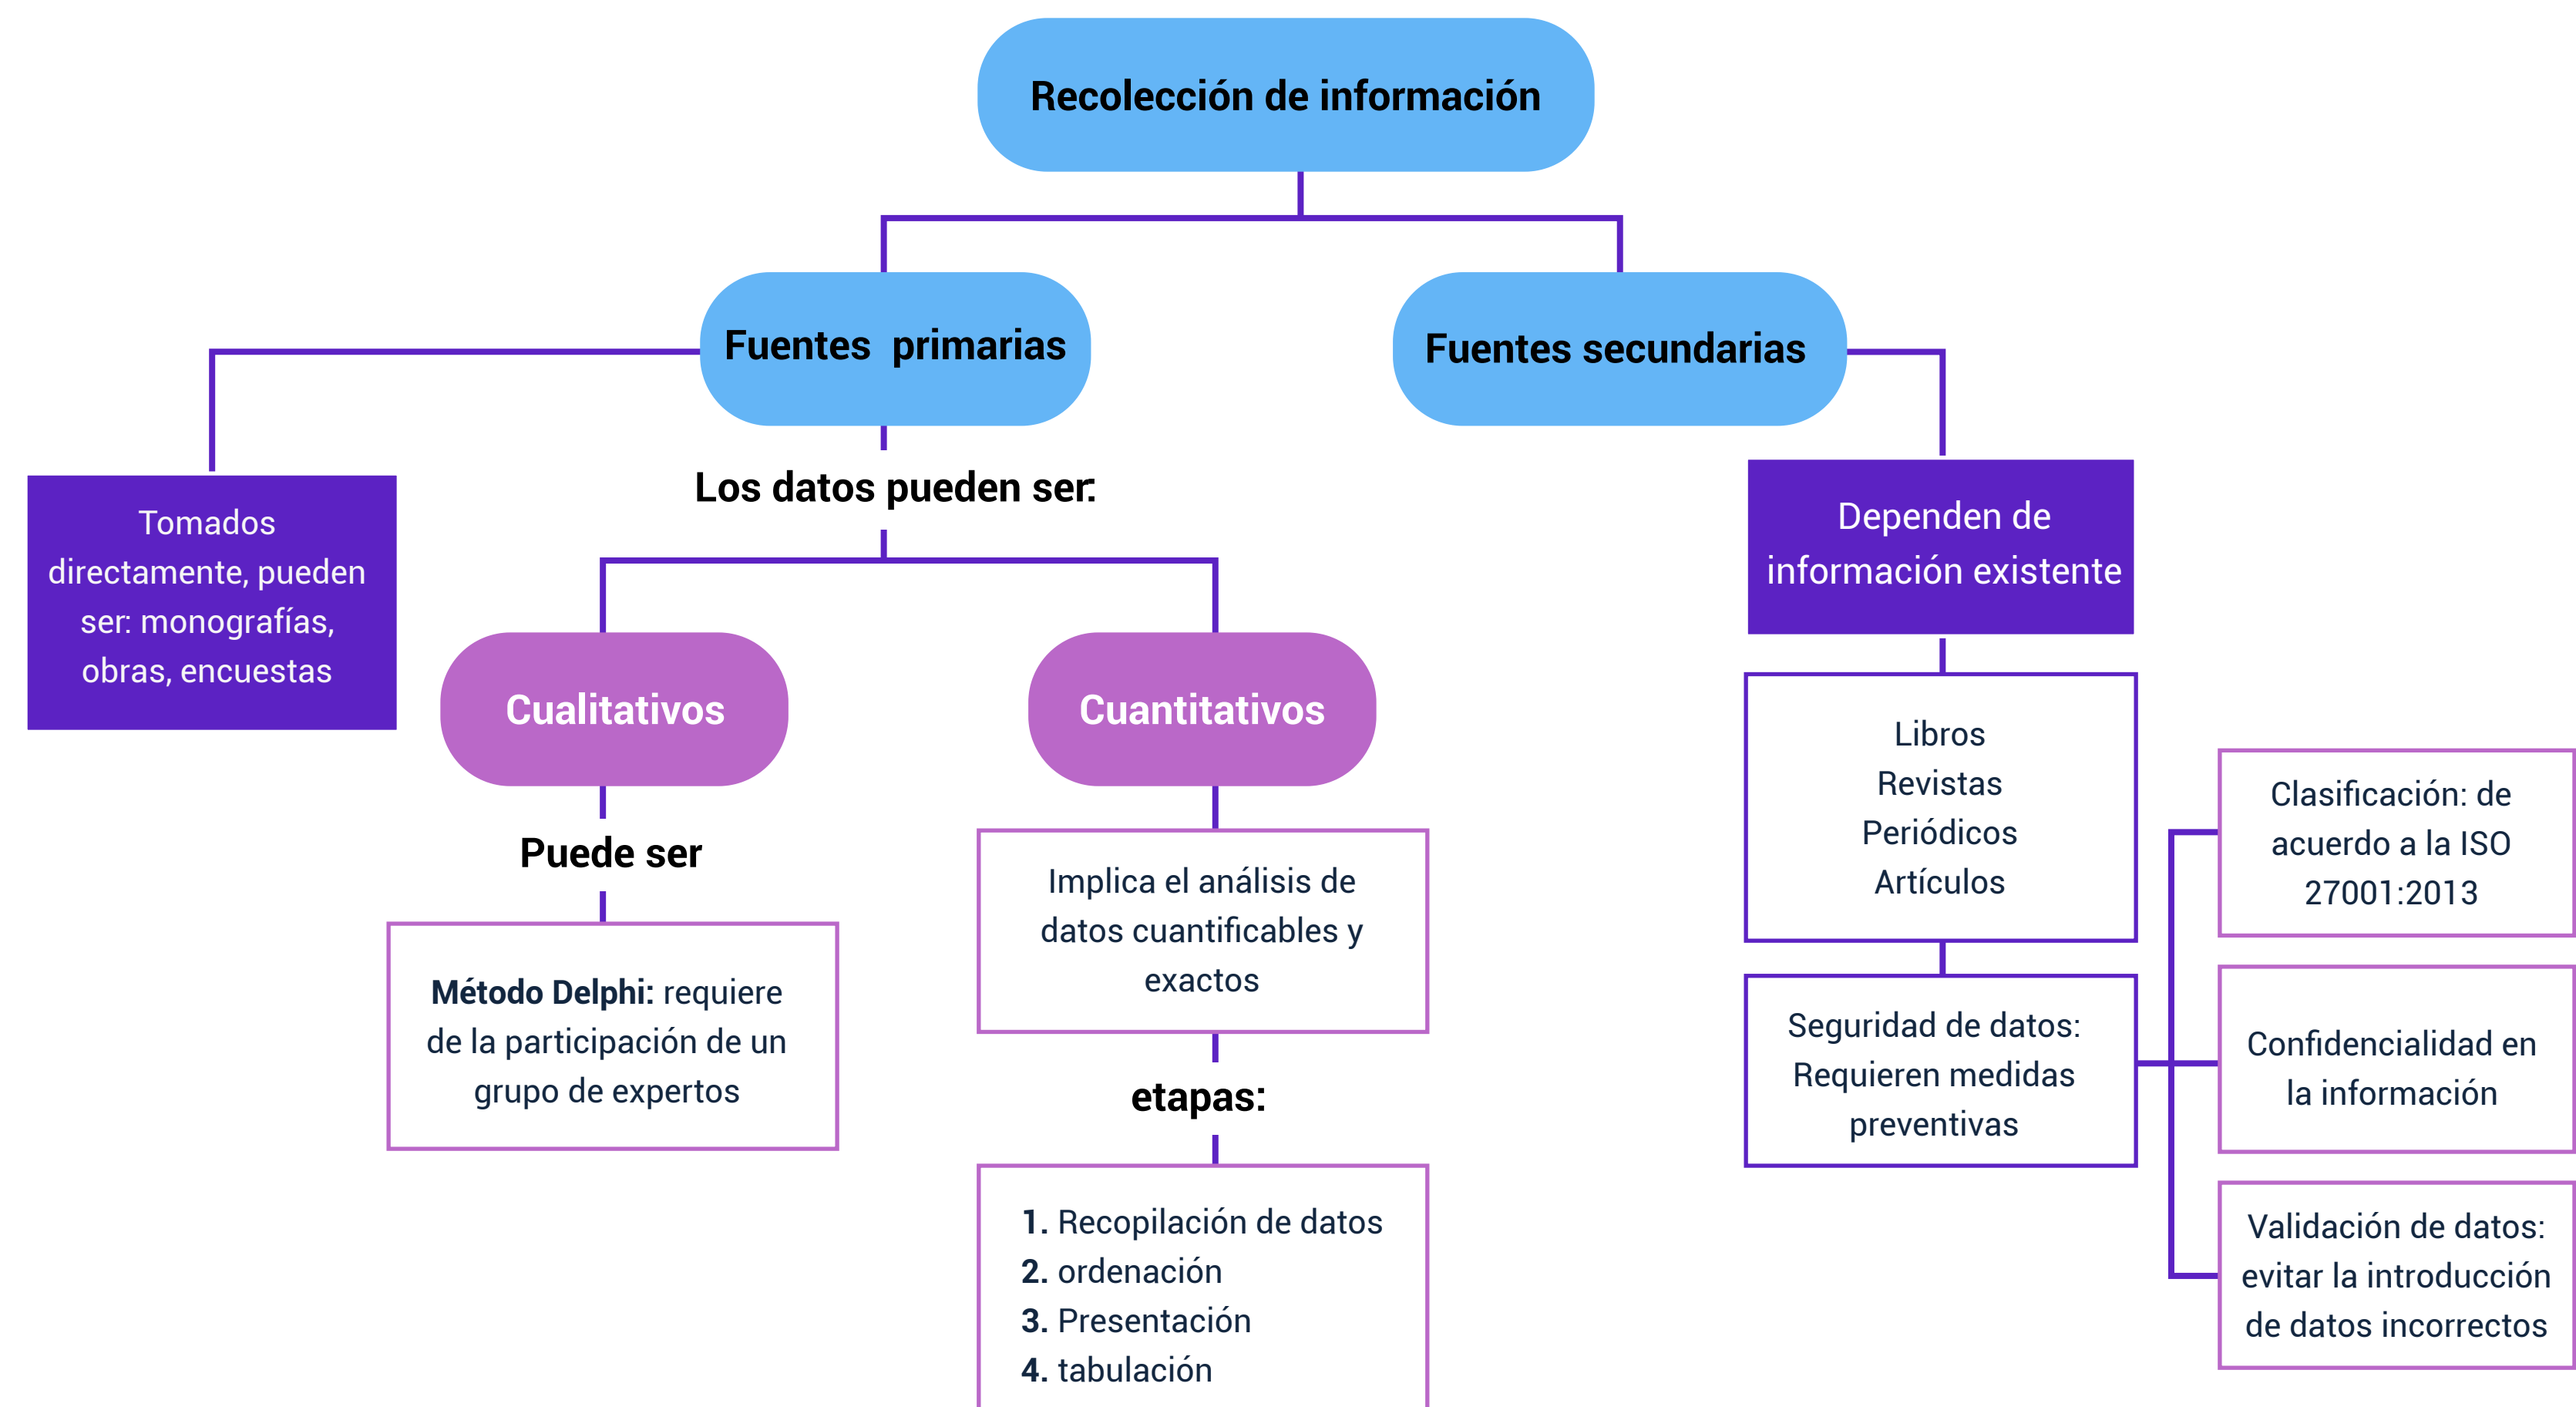 Recolección de información
Fuentes primarias
Fuentes secundarias
Tomados
directamente, pueden
ser: monografías,
obras, encuestas
Los datos pueden ser:
Cualitativos
Puede ser
Método Delphi: requiere
de la participación de un
grupo de expertos
Cuantitativos
Implica el análisis de
datos cuantificables y
exactos
etapas:
1. Recopilación de datos
2. ordenación
3. Presentación
4. tabulación
Dependen de
información existente
Libros
Revistas
Periódicos
Artículos
Seguridad de datos:
Requieren medidas
preventivas
Clasificación: de
acuerdo a la ISO
27001:2013
Confidencialidad en
la información
Validación de datos:
evitar la introducción
de datos incorrectos